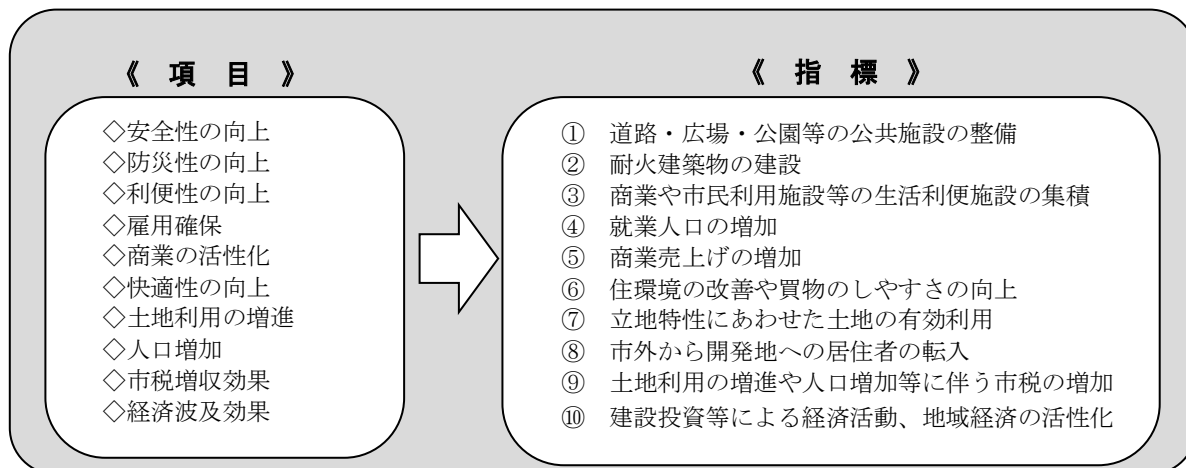 《 項 目 》
◇安全性の向上
◇防災性の向上
◇利便性の向上
◇雇用確保
◇商業の活性化
◇快適性の向上
◇土地利用の増進
◇人口増加
◇市税増収効果
◇経済波及効果
《 指 標 》
① 道路・広場・公園等の公共施設の整備
② 耐火建築物の建設
③ 商業や市民利用施設等の生活利便施設の集積
④ 就業人口の増加
⑤ 商業売上げの増加
⑥ 住環境の改善や買物のしやすさの向上
⑦ 立地特性にあわせた土地の有効利用
⑧ 市外から開発地への居住者の転入
⑨ 土地利用の増進や人口増加等に伴う市税の増加
⑩ 建設投資等による経済活動、地域経済の活性化